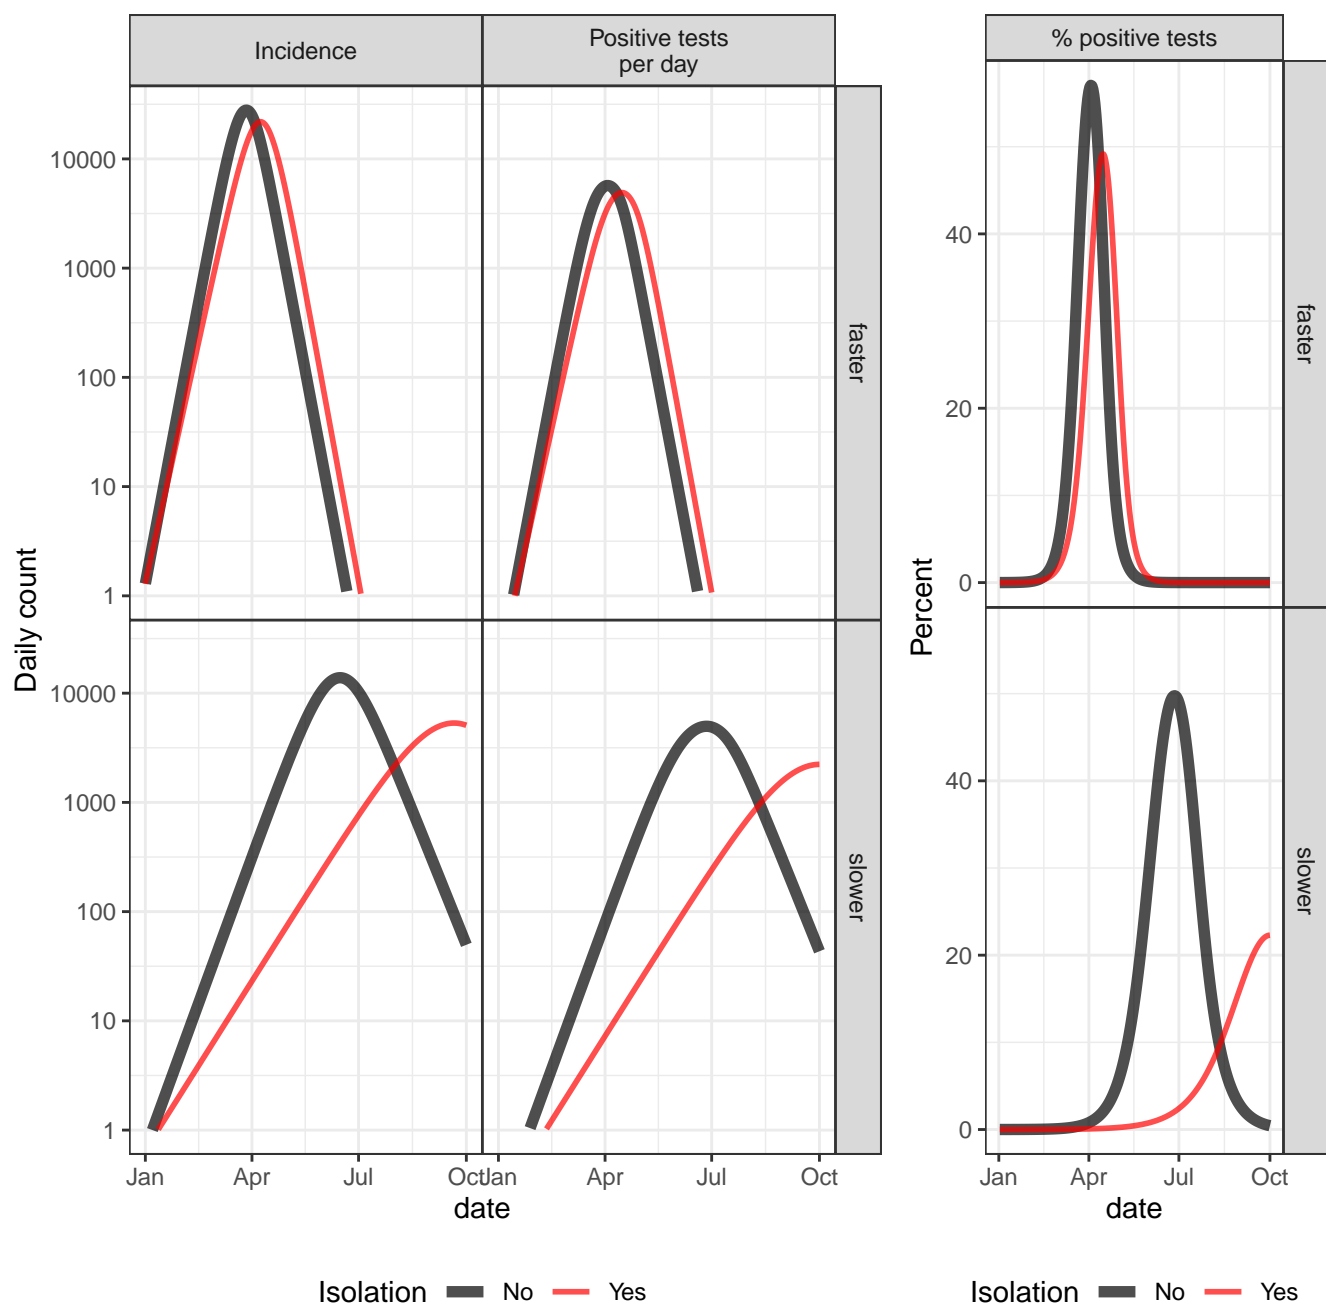 Incidence
Positive tests
per day
% positive tests
Daily count
10000
1000
100
10
1
faster
10000
1000
100
10
1
slower
Jan Apr Jul Oct
Jan Apr Jul Oct
date
Percent
40
20
0
faster
40
20
0
slower
Jan Apr Jul Oct
date
Isolation No Yes
Isolation No Yes